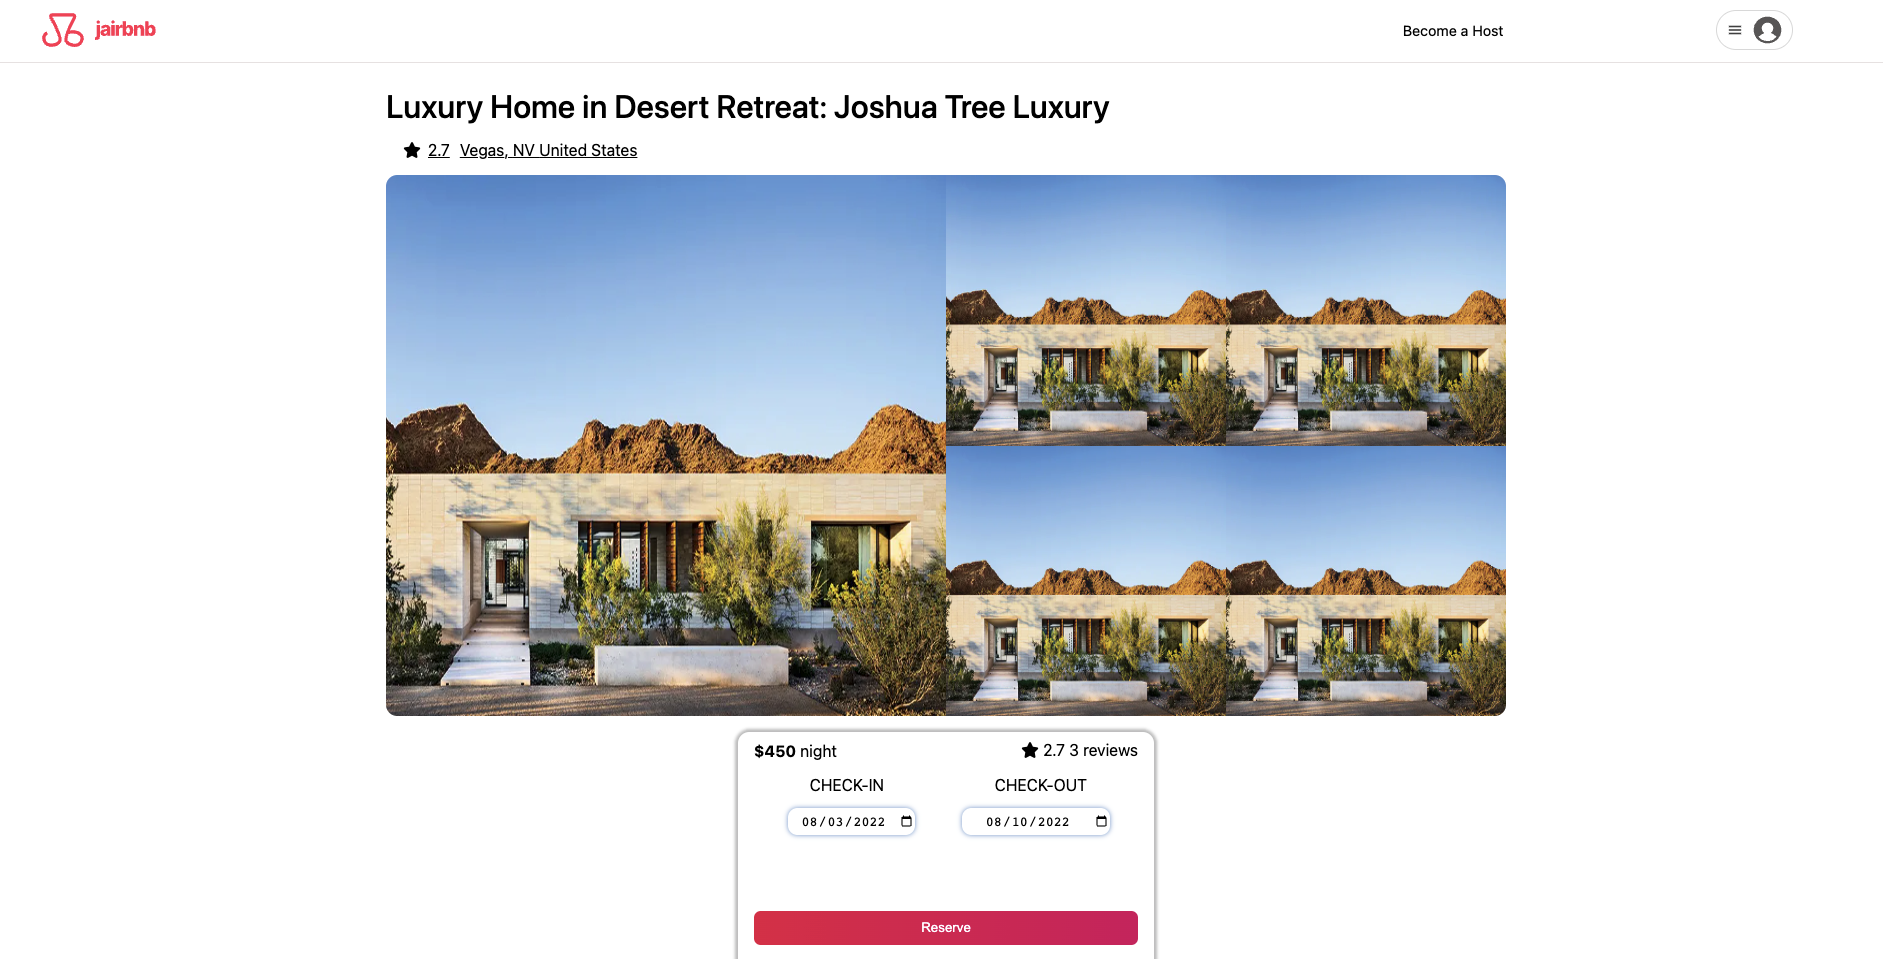 jairbnb
Become a Host
Luxury Home in Desert Retreat: Joshua Tree Luxury
2.7 Vegas, NV United States
$450 night 2.7 3 reviews
CHECK-IN CHECK-OUT
08/03/2022 08/10/2022
Reserve